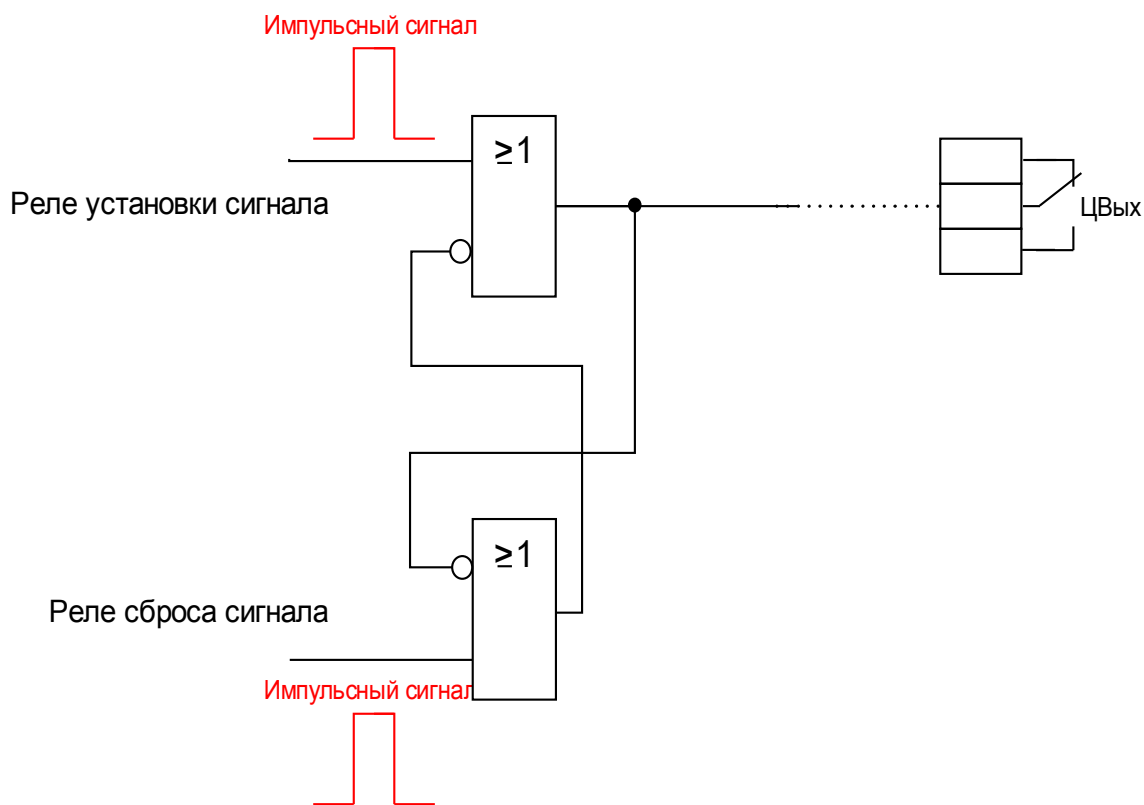 Импульсный сигнал
≥1
Реле установки сигнала
ЦВых
≥1
Реле сброса сигнала
Импульсный сигнал